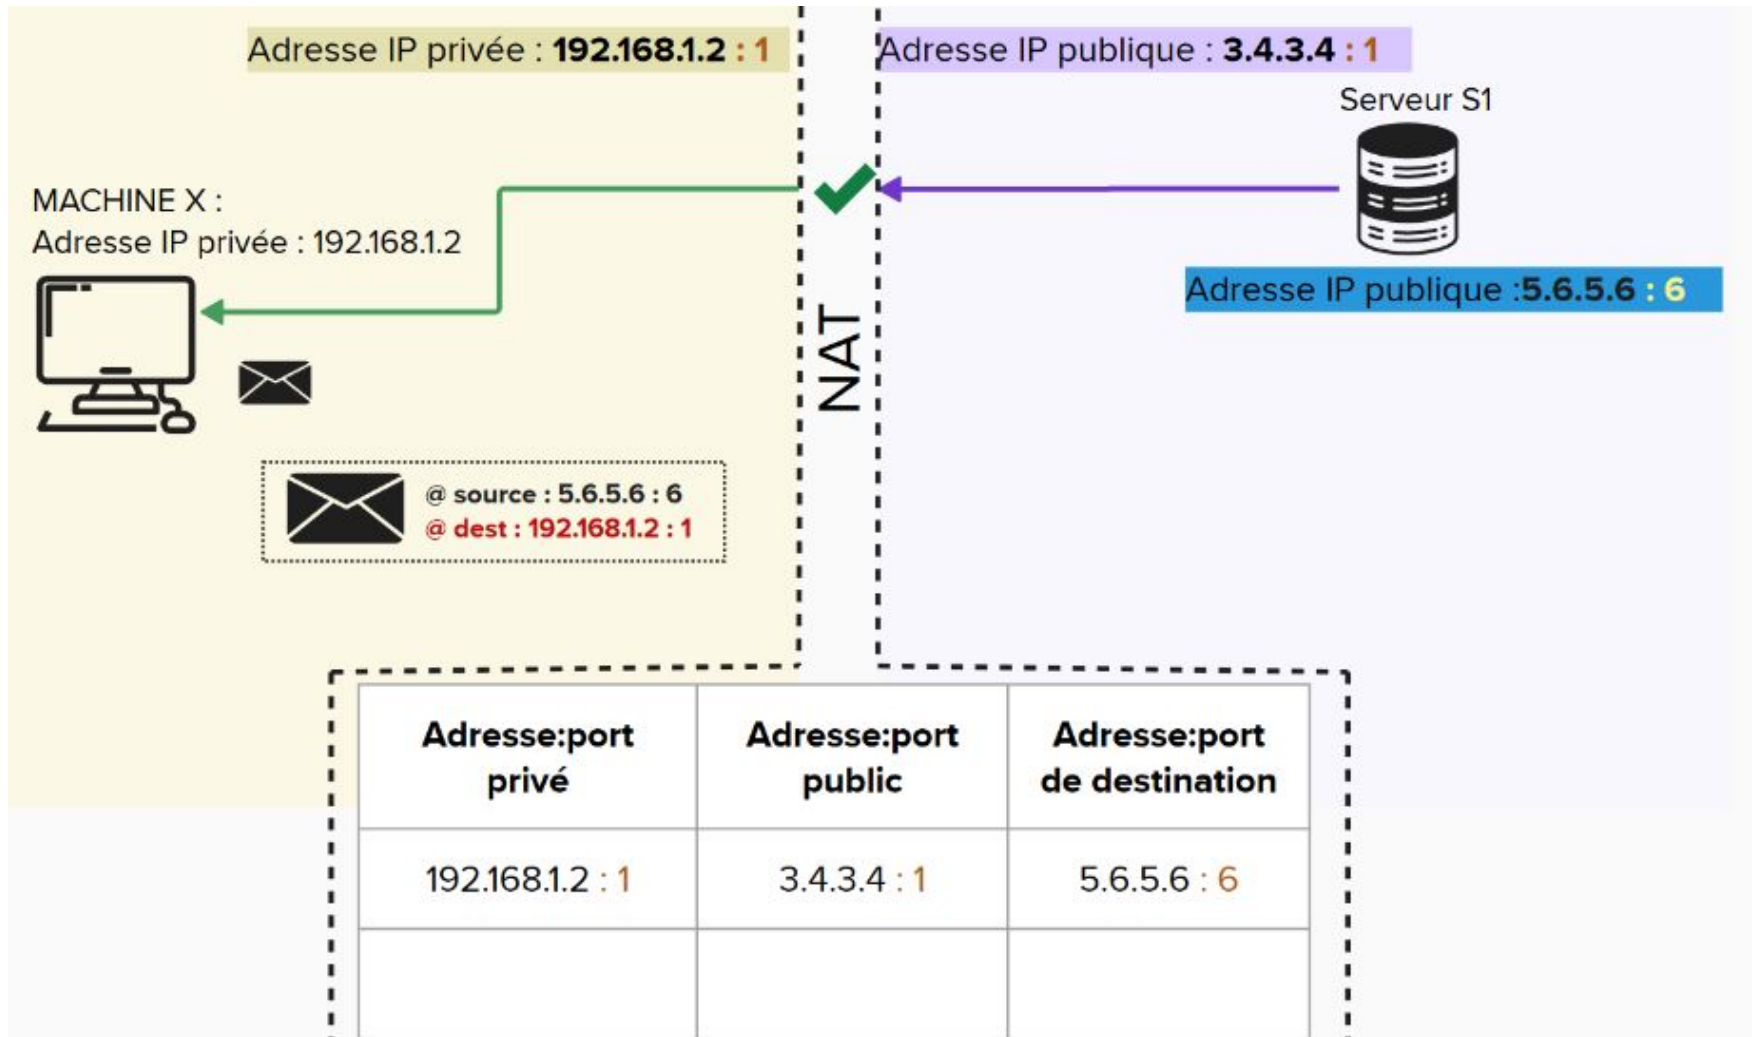 Adresse IP privée : 192.168.1.2 : 1
Adresse IP publique : 3.4.3.4 : 1
Serveur S1
MACHINE X :
Adresse IP privée : 192.168.1.2
Adresse IP publique :5.6.5.6 : 6
NAT
@ source : 5.6.5.6 : 6
@ dest : 192.168.1.2 : 1
Adresse:port privé
Adresse:port public
Adresse:port de destination
192.168.1.2 : 1
3.4.3.4 : 1
5.6.5.6 : 6